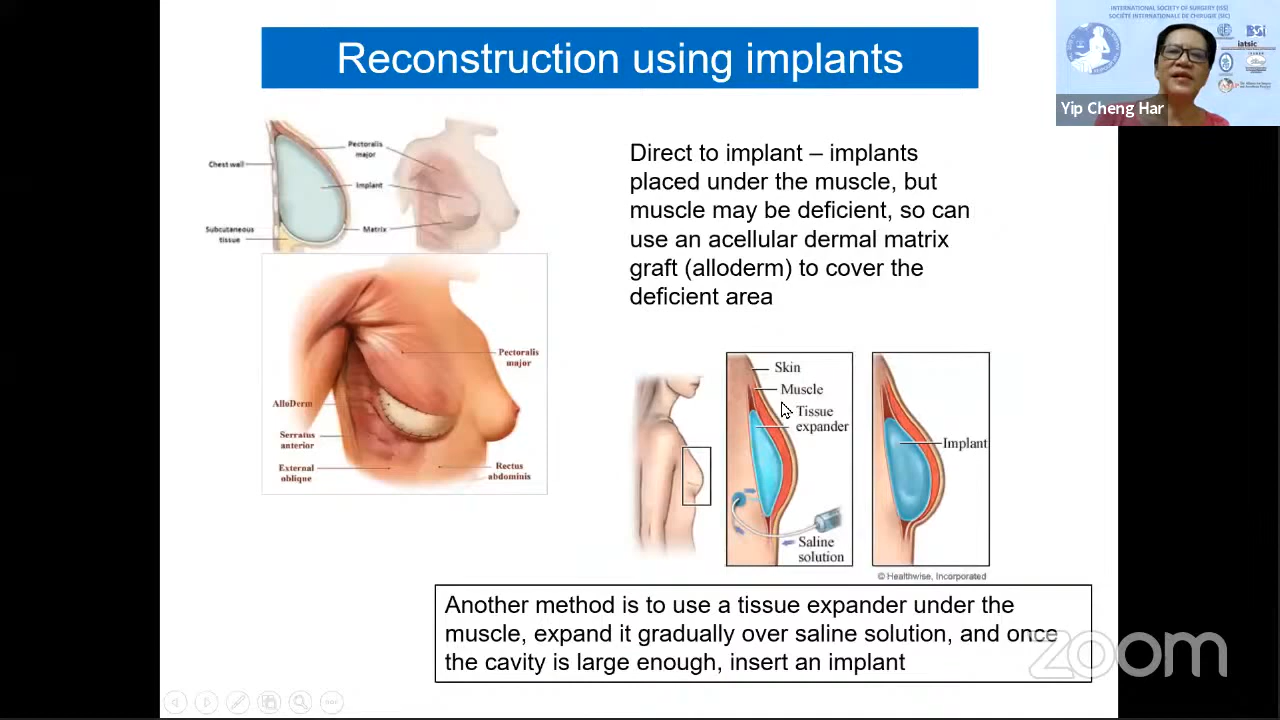 Reconstruction using implants
INTERNATIONAL SOCIETY OF SURGERY (ISS)
SOCIÉTÉ INTERNATIONALE DE CHIRURGIE (SIC)
iatsic
Yip Cheng Har
Chest wall
Subcutaneous
tissue
Pectoralis
major
Implant
Matrix
Direct to implant – implants
placed under the muscle, but
muscle may be deficient, so can
use an acellular dermal matrix
graft (alloderm) to cover the
deficient area
Pectoralis
major
AlloDerm
Serratus
anterior
External
oblique
Rectus
abdominis
Skin
Muscle
Tissue
expander
Saline
solution
Implant
© Healthwise, Incorporated
Another method is to use a tissue expander under the
muscle, expand it gradually over saline solution, and once
the cavity is large enough, insert an implant
zoom